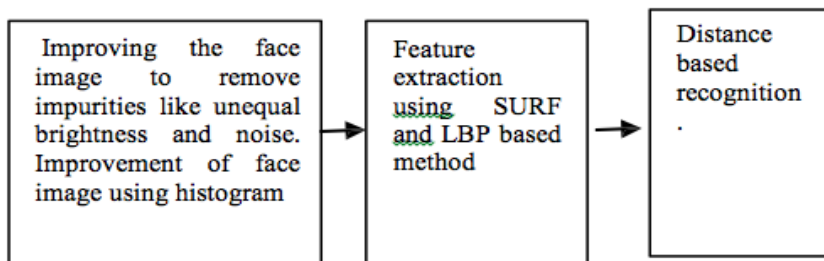 Improving the face
image to remove
impurities like unequal
brightness and noise.
Improvement of face
image using histogram
Feature
extraction
using SURF
and LBP based
method
Distance
based
recognition
.